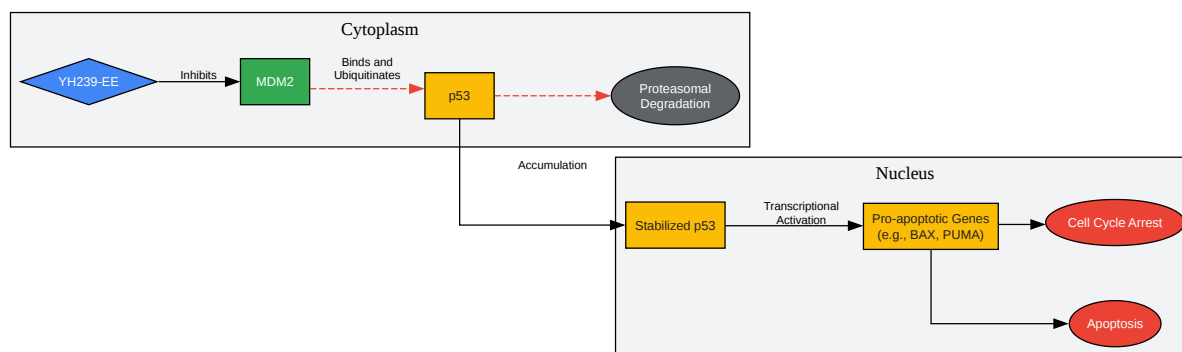 Cytoplasm
YH239-EE
Inhibits
MDM2
Binds and
Ubiquitinates
p53
Proteasomal
Degradation
Accumulation
Nucleus
Stabilized p53
Transcriptional
Activation
Pro-apoptotic Genes
(e.g., BAX, PUMA)
Cell Cycle Arrest
Apoptosis